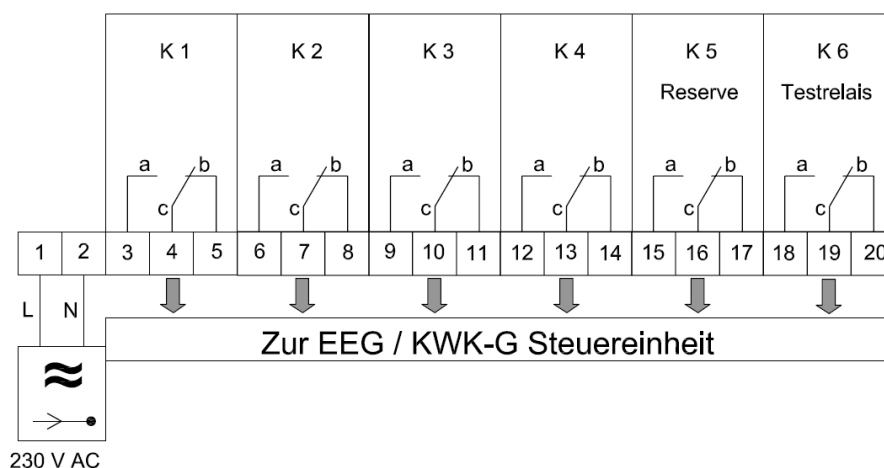 K 1 K 2 K 3 K 4 K 5 K 6
Reserve Testrelais
a b a b a b a b a b a b
c c c c c c
1 2 3 4 5 6 7 8 9 10 11 12 13 14 15 16 17 18 19 20
L N
Zur EEG / KWK-G Steuereinheit
≈
230 V AC